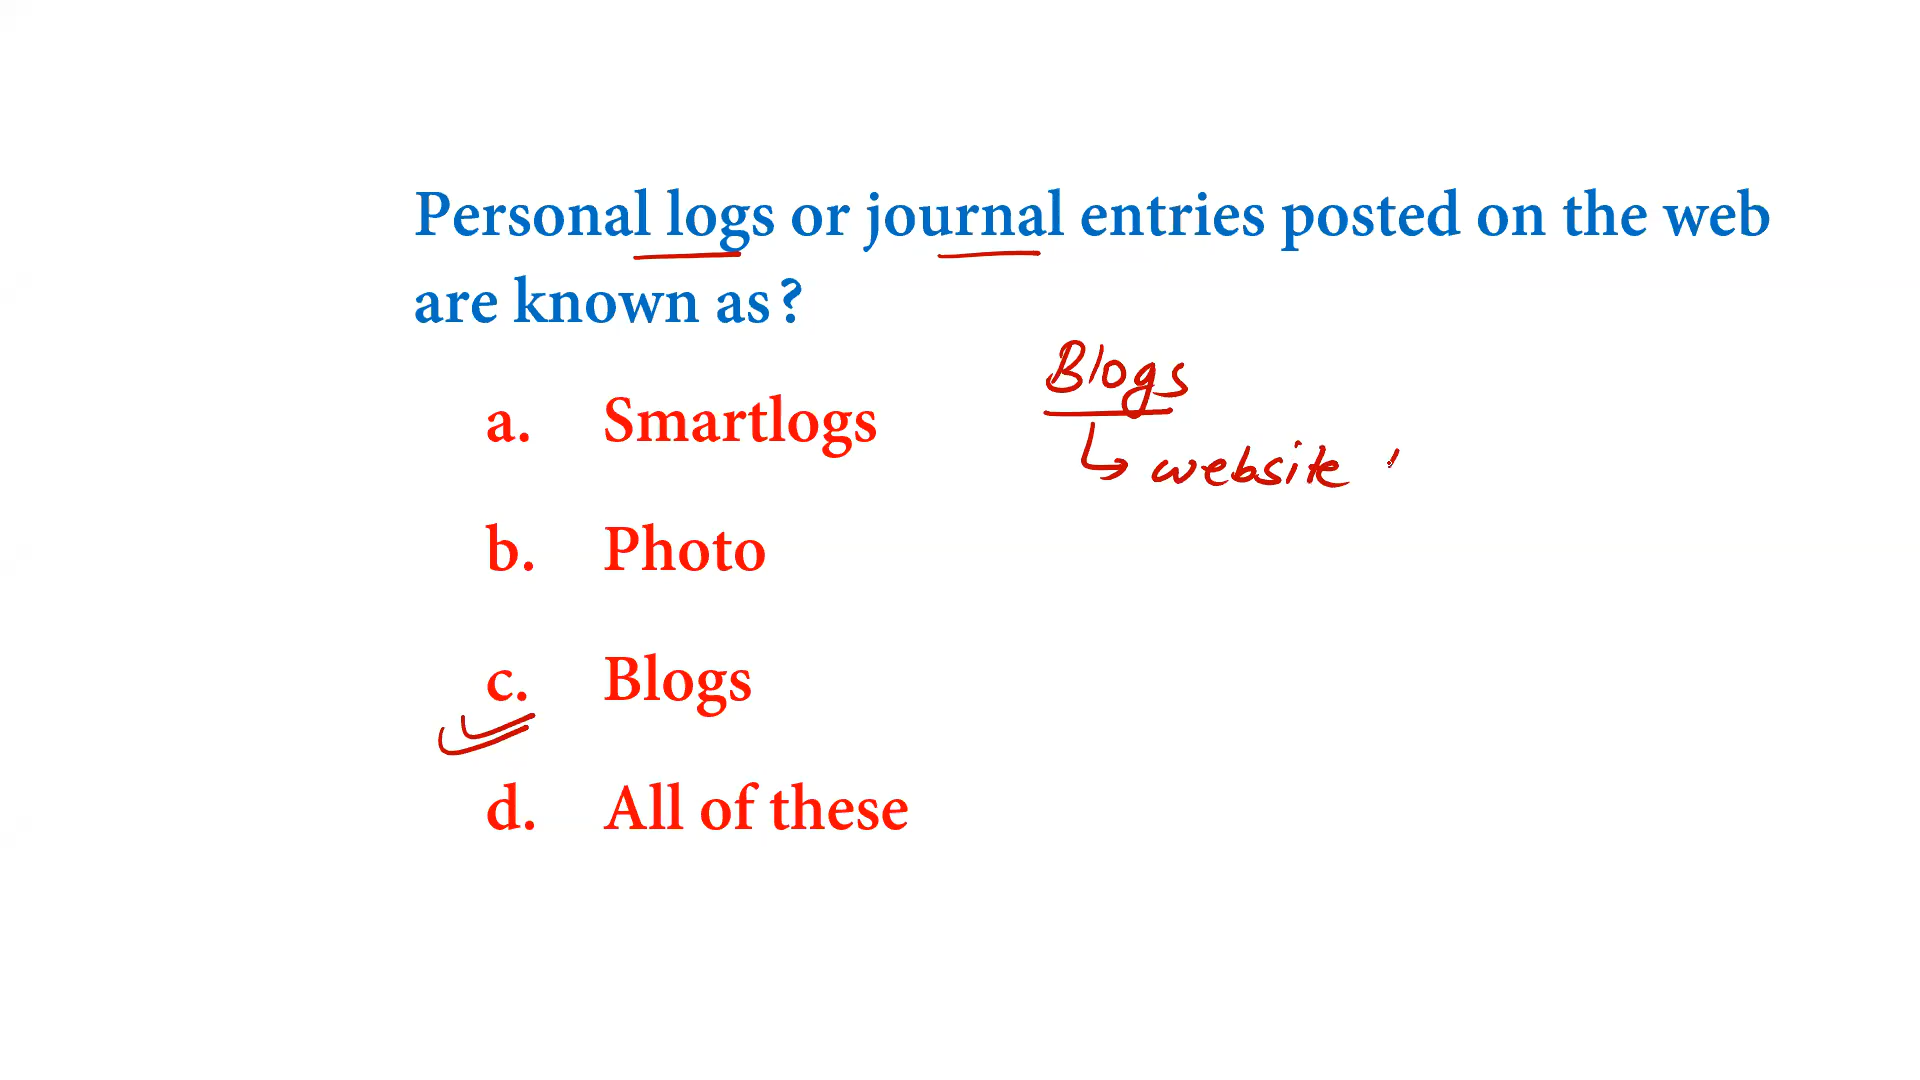 Personal logs or journal entries posted on the web
are known as?
Blogs
a. Smartlogs
website
b. Photo
c. Blogs
d. All of these